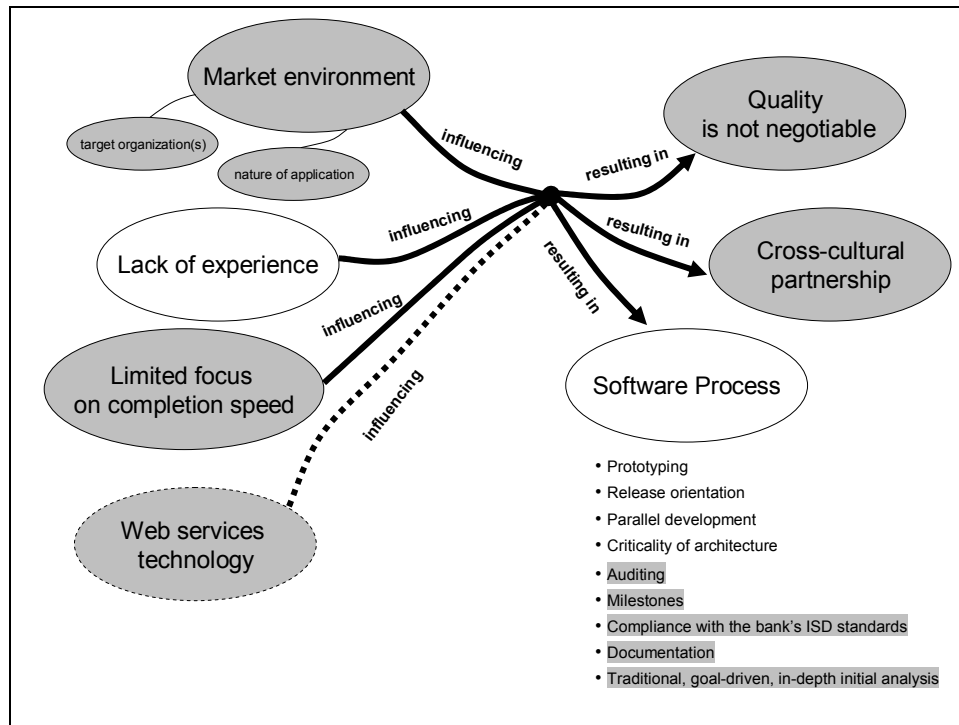 Market environment
target organization(s)
nature of application
influencing
resulting in
Quality
is not negotiable
Lack of experience
influencing
resulting in
Cross-cultural
partnership
influencing
resulting in
Limited focus
on completion speed
influencing
Software Process
Web services
technology
• Prototyping
• Release orientation
• Parallel development
• Criticality of architecture
• Auditing
• Milestones
• Compliance with the bank's ISD standards
• Documentation
• Traditional, goal-driven, in-depth initial analysis